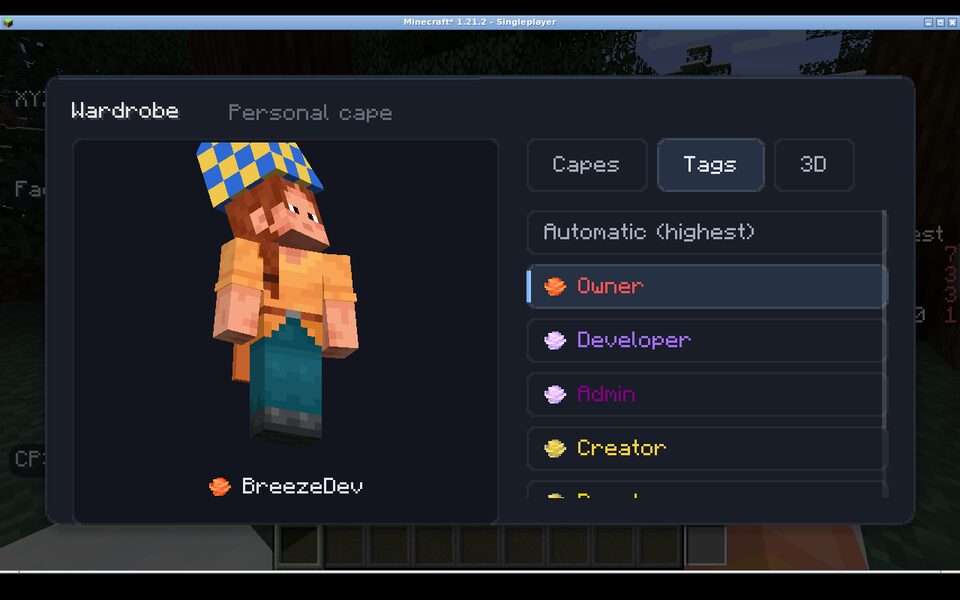 Minecraft* 1.21.2 - Singleplayer
Wardrobe
Personal cape
Capes
Tags
3D
Automatic (highest)
Owner
Developer
Admin
Creator
BreezeDev